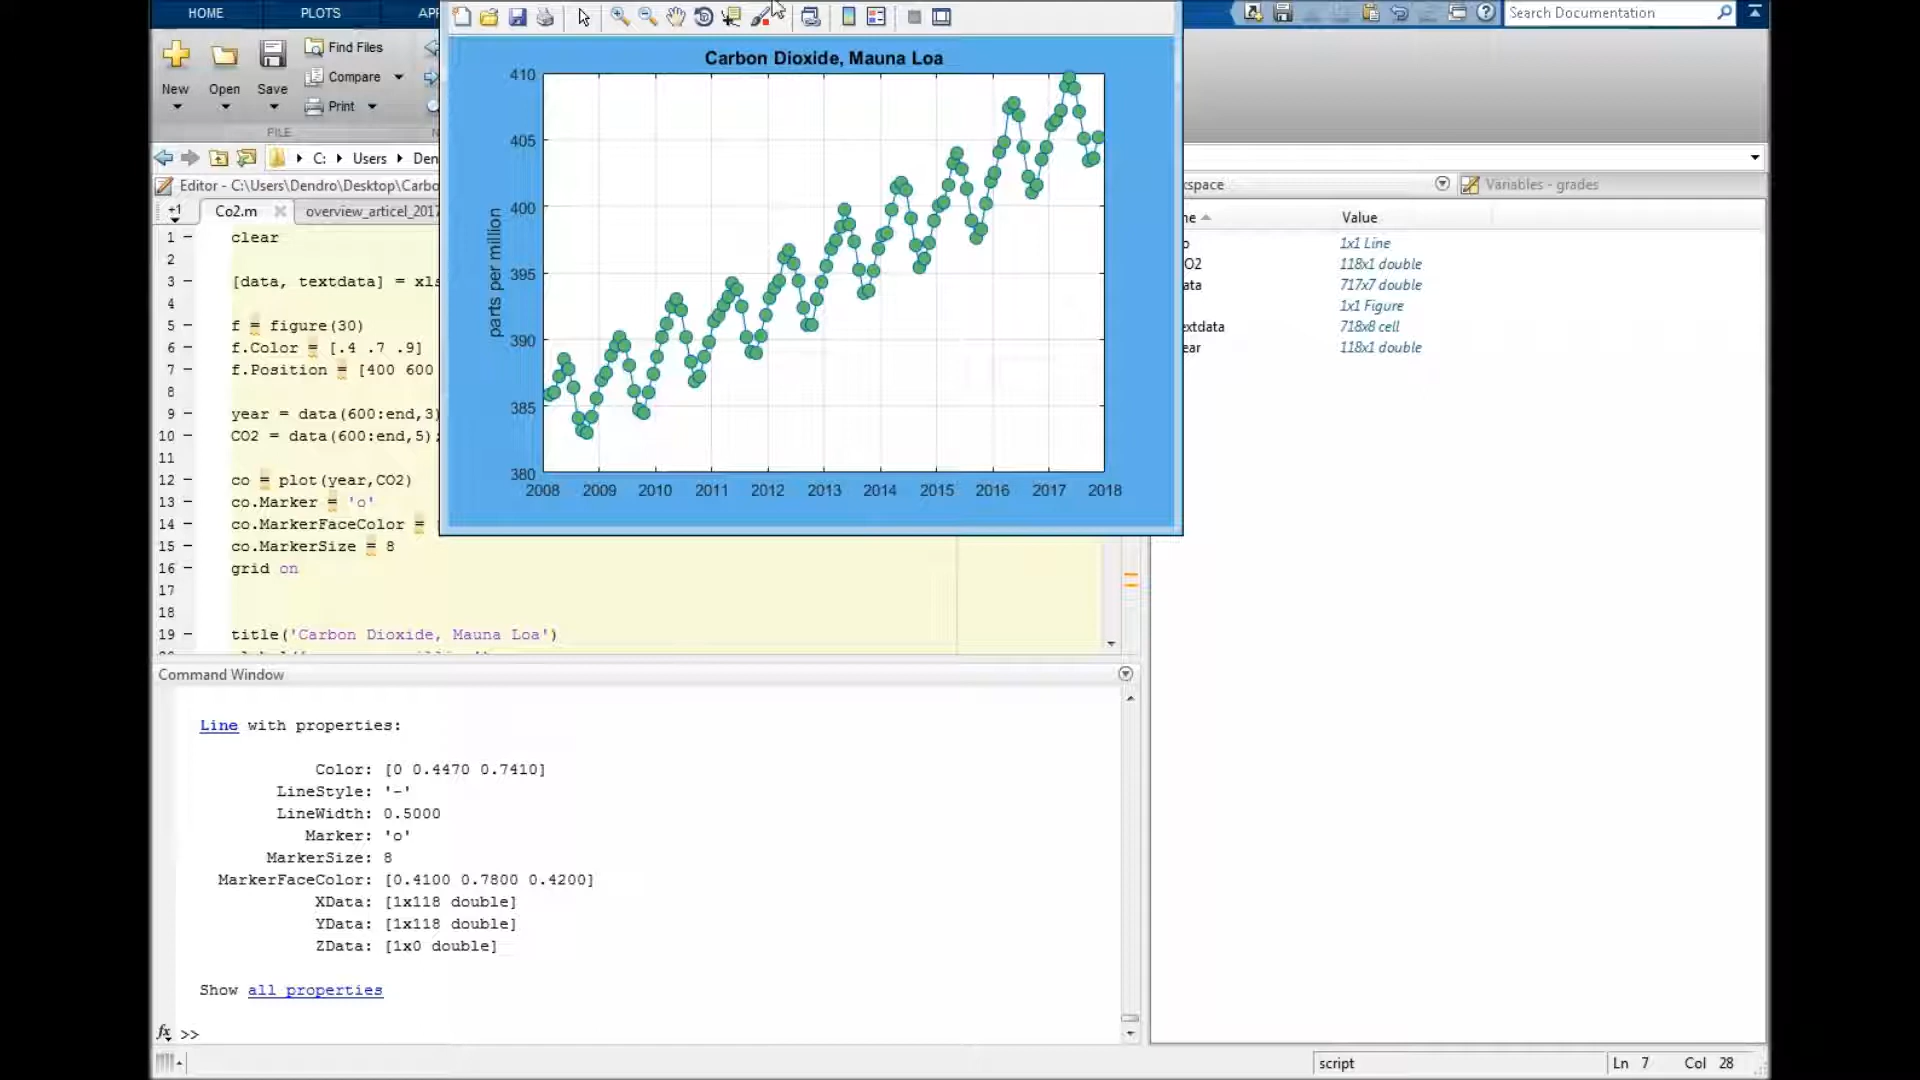 HOME PLOTS
Search Documentation
New Open Save Find Files
Compare
Print
FILE
C: Users Den
Editor - C:\Users\Dendro\Desktop\Carbo
+1 Co2.m overview_articel_2017
1 clear
2
3 [data, textdata] = xls
4
5 f = figure(30)
6 f.Color = [.4 .7 .9]
7 f.Position = [400 600
8
9 year = data(600:end,3)
10 CO2 = data(600:end,5);
11
12 co = plot(year,CO2)
13 co.Marker = 'o'
14 co.MarkerFaceColor =
15 co.MarkerSize = 8
16 grid on
17
18
19 title('Carbon Dioxide, Mauna Loa')
Carbon Dioxide, Mauna Loa
parts per million
410
405
400
395
390
385
380
2008 2009 2010 2011 2012 2013 2014 2015 2016 2017 2018
Variables - grades
Value
1x1 Line
118x1 double
717x7 double
1x1 Figure
718x8 cell
118x1 double
Command Window
Line with properties:
Color: [0 0.4470 0.7410]
LineStyle: '-'
LineWidth: 0.5000
Marker: 'o'
MarkerSize: 8
MarkerFaceColor: [0.4100 0.7800 0.4200]
XData: [1x118 double]
YData: [1x118 double]
ZData: [1x0 double]
Show all properties
fx >>
script Ln 7 Col 28